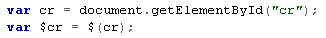 var cr = document.getElementById("cr");
var $cr = $(cr);